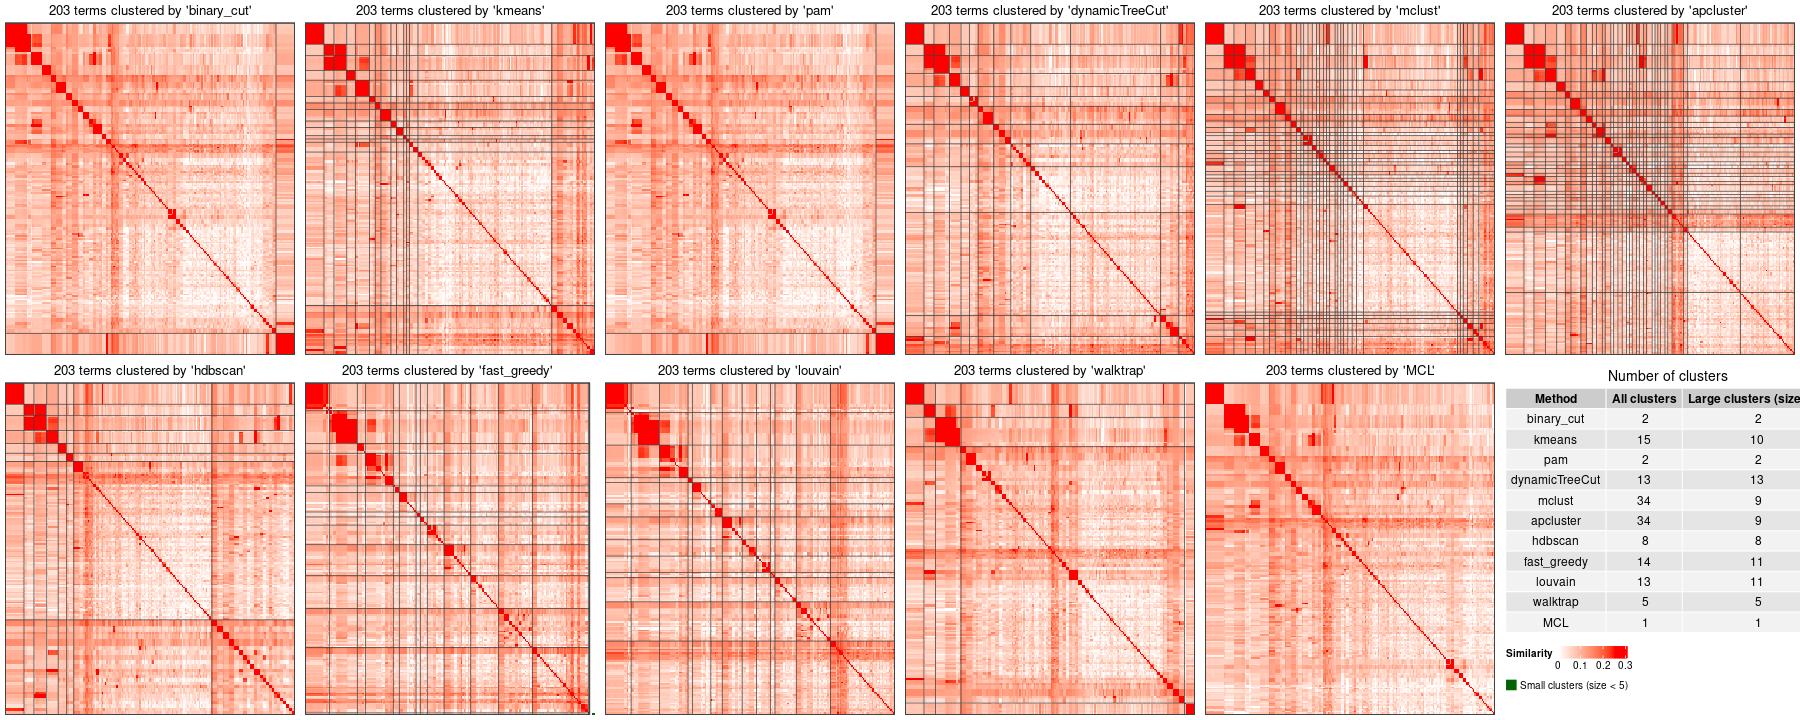 203 terms clustered by 'binary_cut'
203 terms clustered by 'kmeans'
203 terms clustered by 'pam'
203 terms clustered by 'dynamicTreeCut'
203 terms clustered by 'mclust'
203 terms clustered by 'apcluster'
203 terms clustered by 'hdbscan'
203 terms clustered by 'fast_greedy'
203 terms clustered by 'louvain'
203 terms clustered by 'walktrap'
203 terms clustered by 'MCL'
Number of clusters
Method All clusters Large clusters (size
binary_cut 2 2
kmeans 15 10
pam 2 2
dynamicTreeCut 13 13
mclust 34 9
apcluster 34 9
hdbscan 8 8
fast_greedy 14 11
louvain 13 11
walktrap 5 5
MCL 1 1
Similarity
0 0.1 0.2 0.3
Small clusters (size < 5)